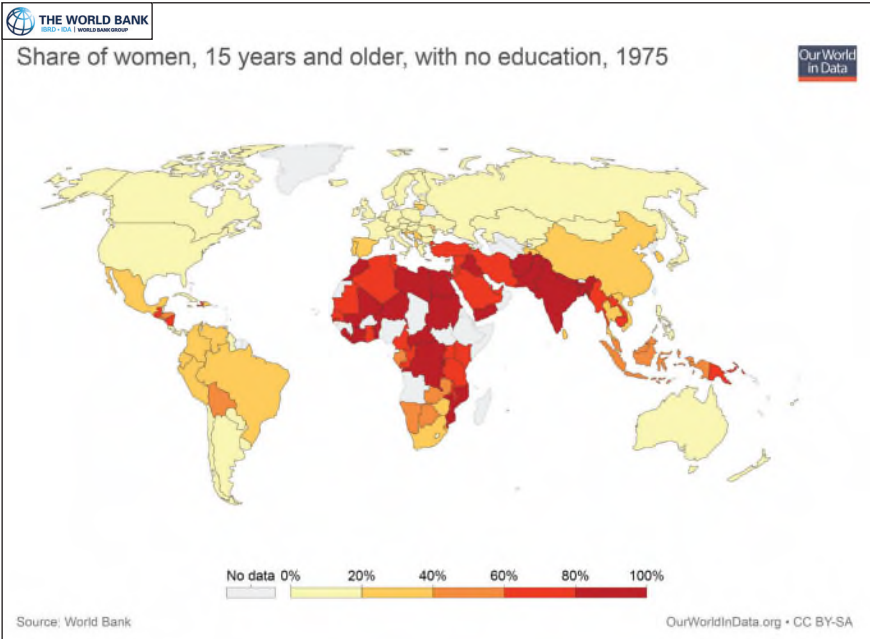 THE WORLD BANK
IBRD • IDA | WORLD BANK GROUP
Share of women, 15 years and older, with no education, 1975
Our World
in Data
No data 0% 20% 40% 60% 80% 100%
Source: World Bank
OurWorldInData.org • CC BY-SA